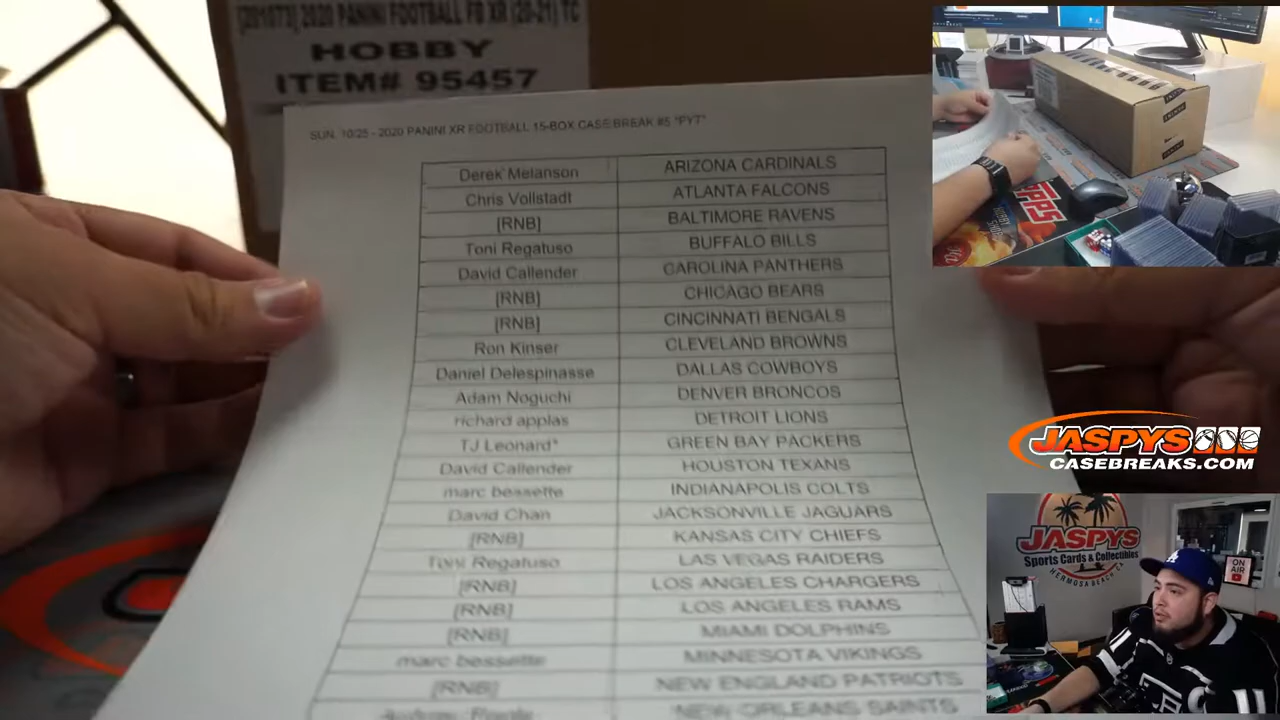 2020 PANINI FOOTBALL FB XR (20-21) TC
HOBBY
ITEM# 95457
SUN. 10/25 - 2020 PANINI XR FOOTBALL 15-BOX CASE BREAK #5 "PYT"
Derek Melanson ARIZONA CARDINALS
Chris Vollstadt ATLANTA FALCONS
[RNB] BALTIMORE RAVENS
Toni Regatuso BUFFALO BILLS
David Callender CAROLINA PANTHERS
[RNB] CHICAGO BEARS
[RNB] CINCINNATI BENGALS
Ron Kinser CLEVELAND BROWNS
Daniel Delespinasse DALLAS COWBOYS
Adam Noguchi DENVER BRONCOS
richard applas DETROIT LIONS
TJ Leonard* GREEN BAY PACKERS
David Callender HOUSTON TEXANS
marc bessette INDIANAPOLIS COLTS
David Chan JACKSONVILLE JAGUARS
[RNB] KANSAS CITY CHIEFS
Toni Regatuso LAS VEGAS RAIDERS
[RNB] LOS ANGELES CHARGERS
[RNB] LOS ANGELES RAMS
[RNB] MIAMI DOLPHINS
marc bessette MINNESOTA VIKINGS
[RNB] NEW ENGLAND PATRIOTS
NEW ORLEANS SAINTS
TOPPS
JASPYS
CASEBREAKS.COM
JASPYS
Sports Cards & Collectibles
HERMOSA BEACH, CA
ON
AIR
LA
11